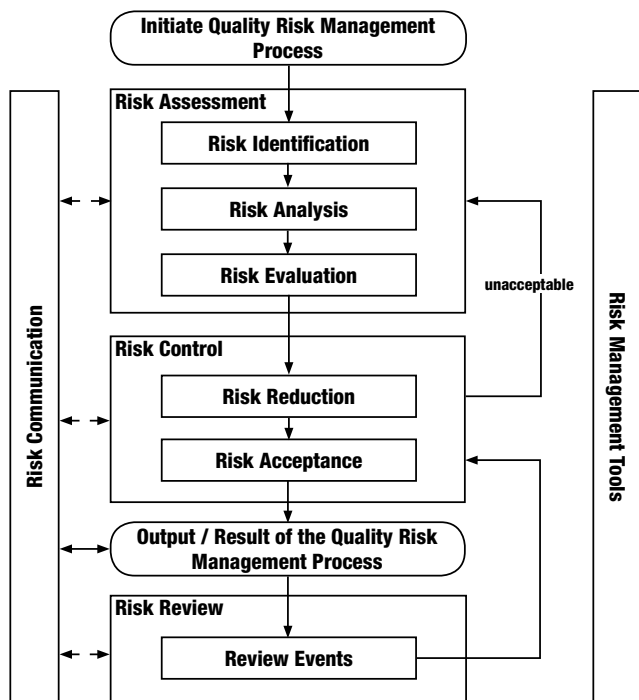 Initiate Quality Risk Management
Process
Risk Assessment
Risk Identification
Risk Analysis
Risk Evaluation
unacceptable
Risk Control
Risk Reduction
Risk Acceptance
Output / Result of the Quality Risk
Management Process
Risk Review
Review Events
Risk Communication
Risk Management Tools